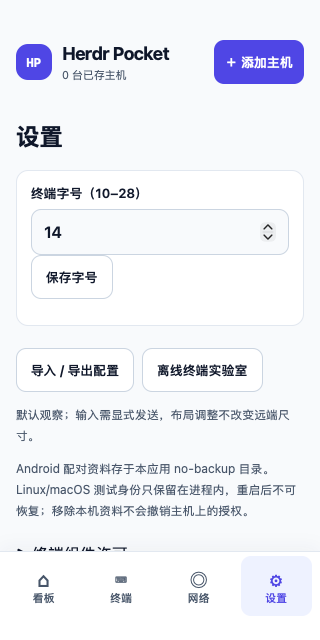 HP
Herdr Pocket
0 台已存主机
+ 添加主机
设置
终端字号（10–28）
14
保存字号
导入 / 导出配置
离线终端实验室
默认观察；输入需显式发送，布局调整不改变远端尺
寸。
Android 配对资料存于本应用 no-backup 目录。
Linux/macOS 测试身份只保留在进程内，重启后不可
恢复；移除本机资料不会撤销主机上的授权。
▶ 终端组件许可
看板
终端
网络
设置